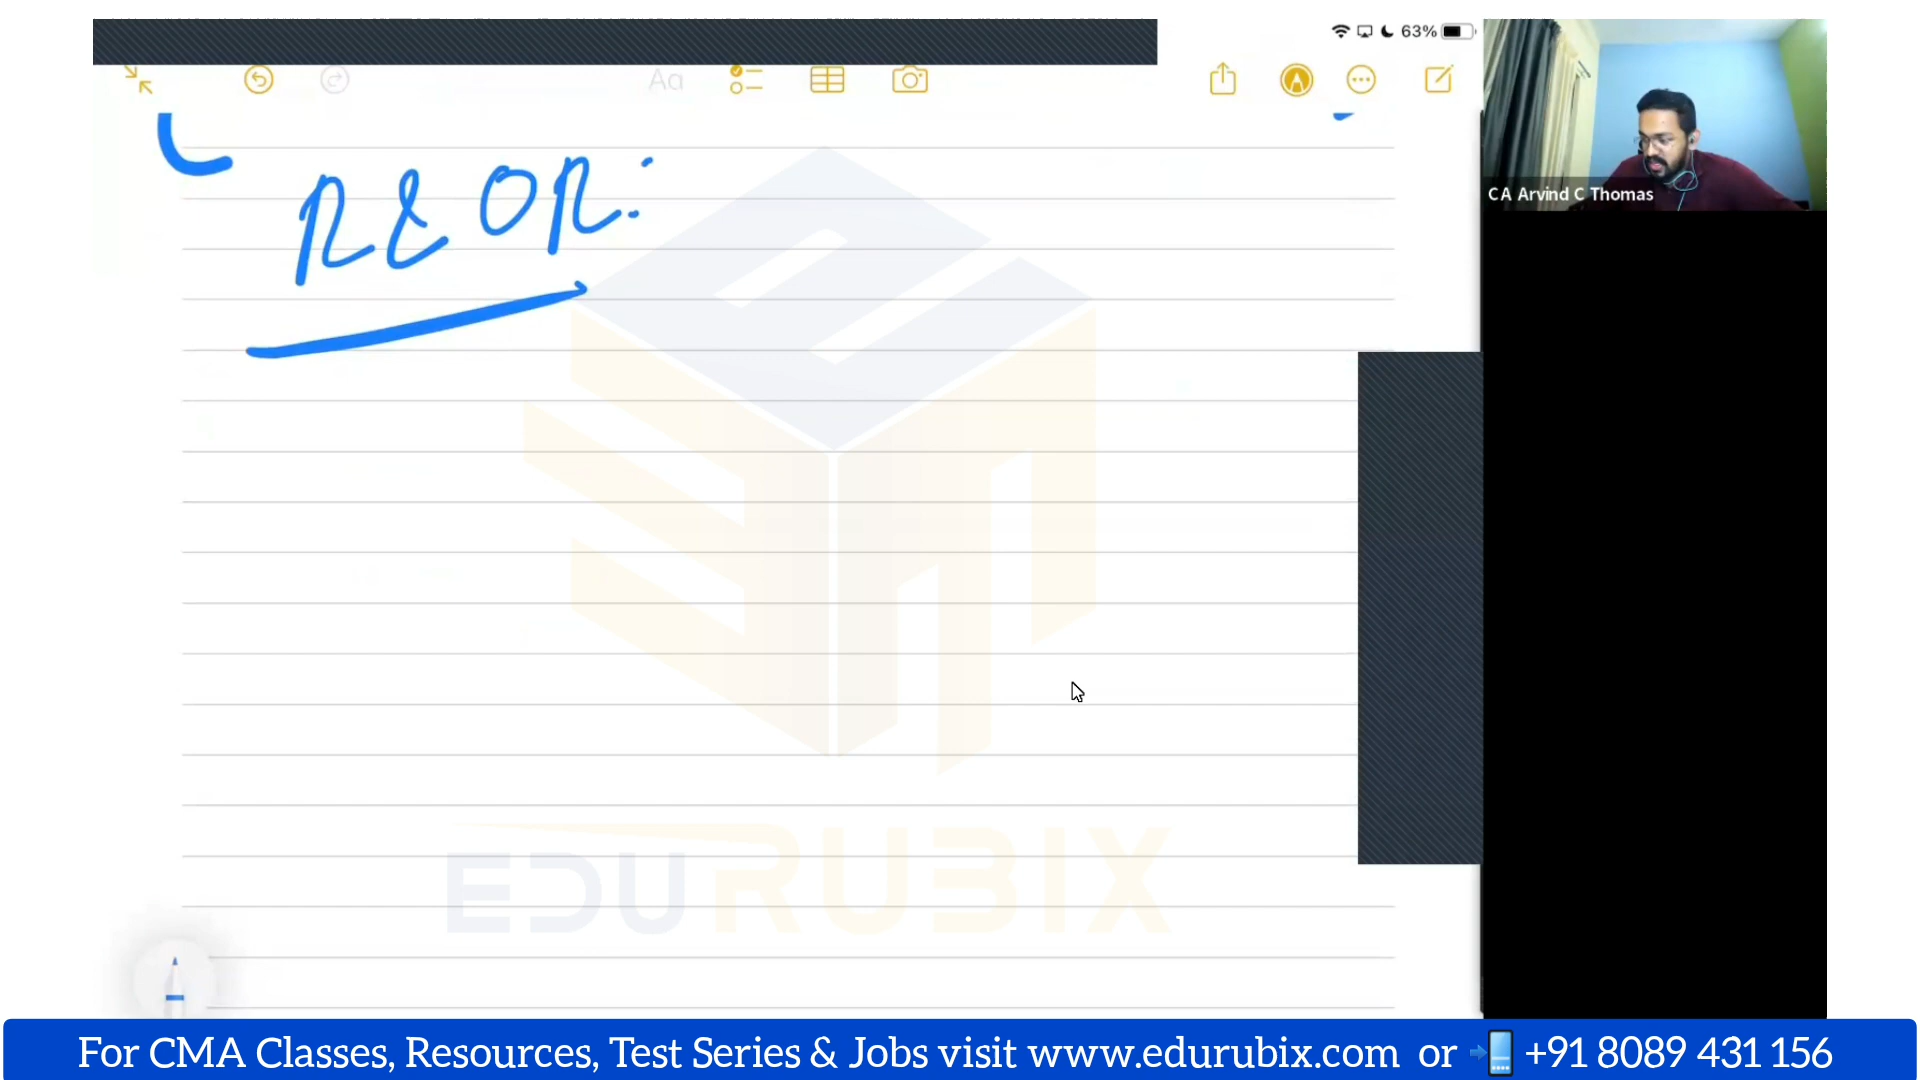 63%
Aa
CA Arvind C Thomas
R & OR:
EDURUBIX
For CMA Classes, Resources, Test Series & Jobs visit www.edurubix.com or +91 8089 431 156